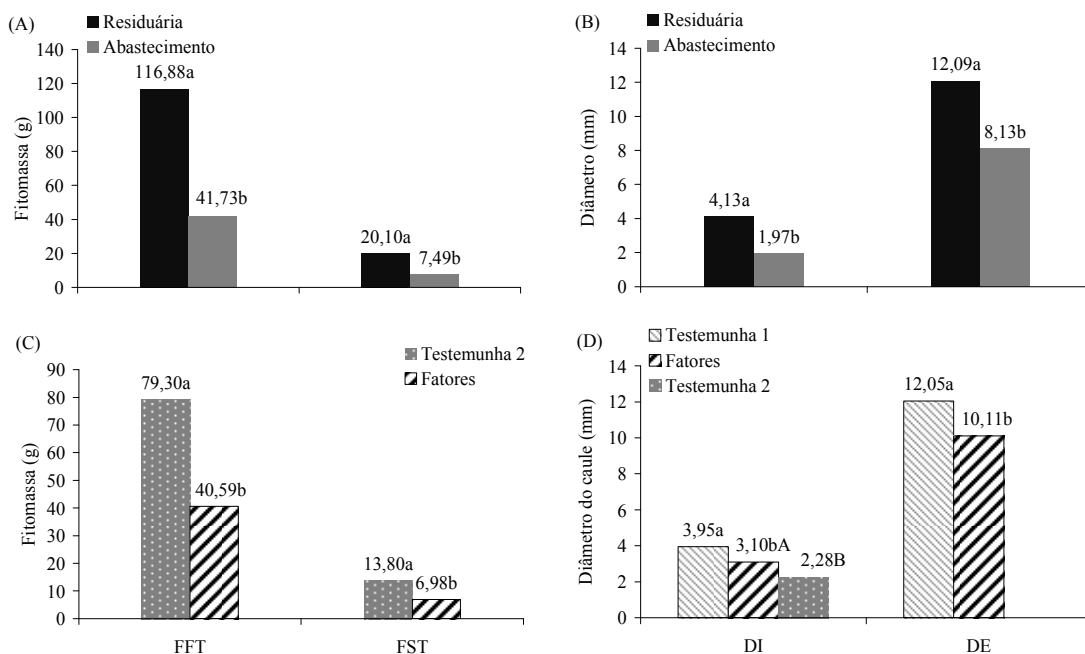 (A)
Residuária
Abastecimento
Fitomassa (g)
140
120
100
80
60
40
20
0
116,88a
41,73b
20,10a
7,49b
(B)
Residuária
Abastecimento
Diâmetro (mm)
14
12
10
8
6
4
2
0
4,13a
1,97b
12,09a
8,13b
(C)
Testemunha 2
Fatores
Fitomassa (g)
90
80
70
60
50
40
30
20
10
0
79,30a
40,59b
13,80a
6,98b
FFT
FST
(D)
Testemunha 1
Fatores
Testemunha 2
Diâmetro do caule (mm)
14
12
10
8
6
4
2
0
3,95a
3,10bA
2,28B
12,05a
10,11b
DI
DE